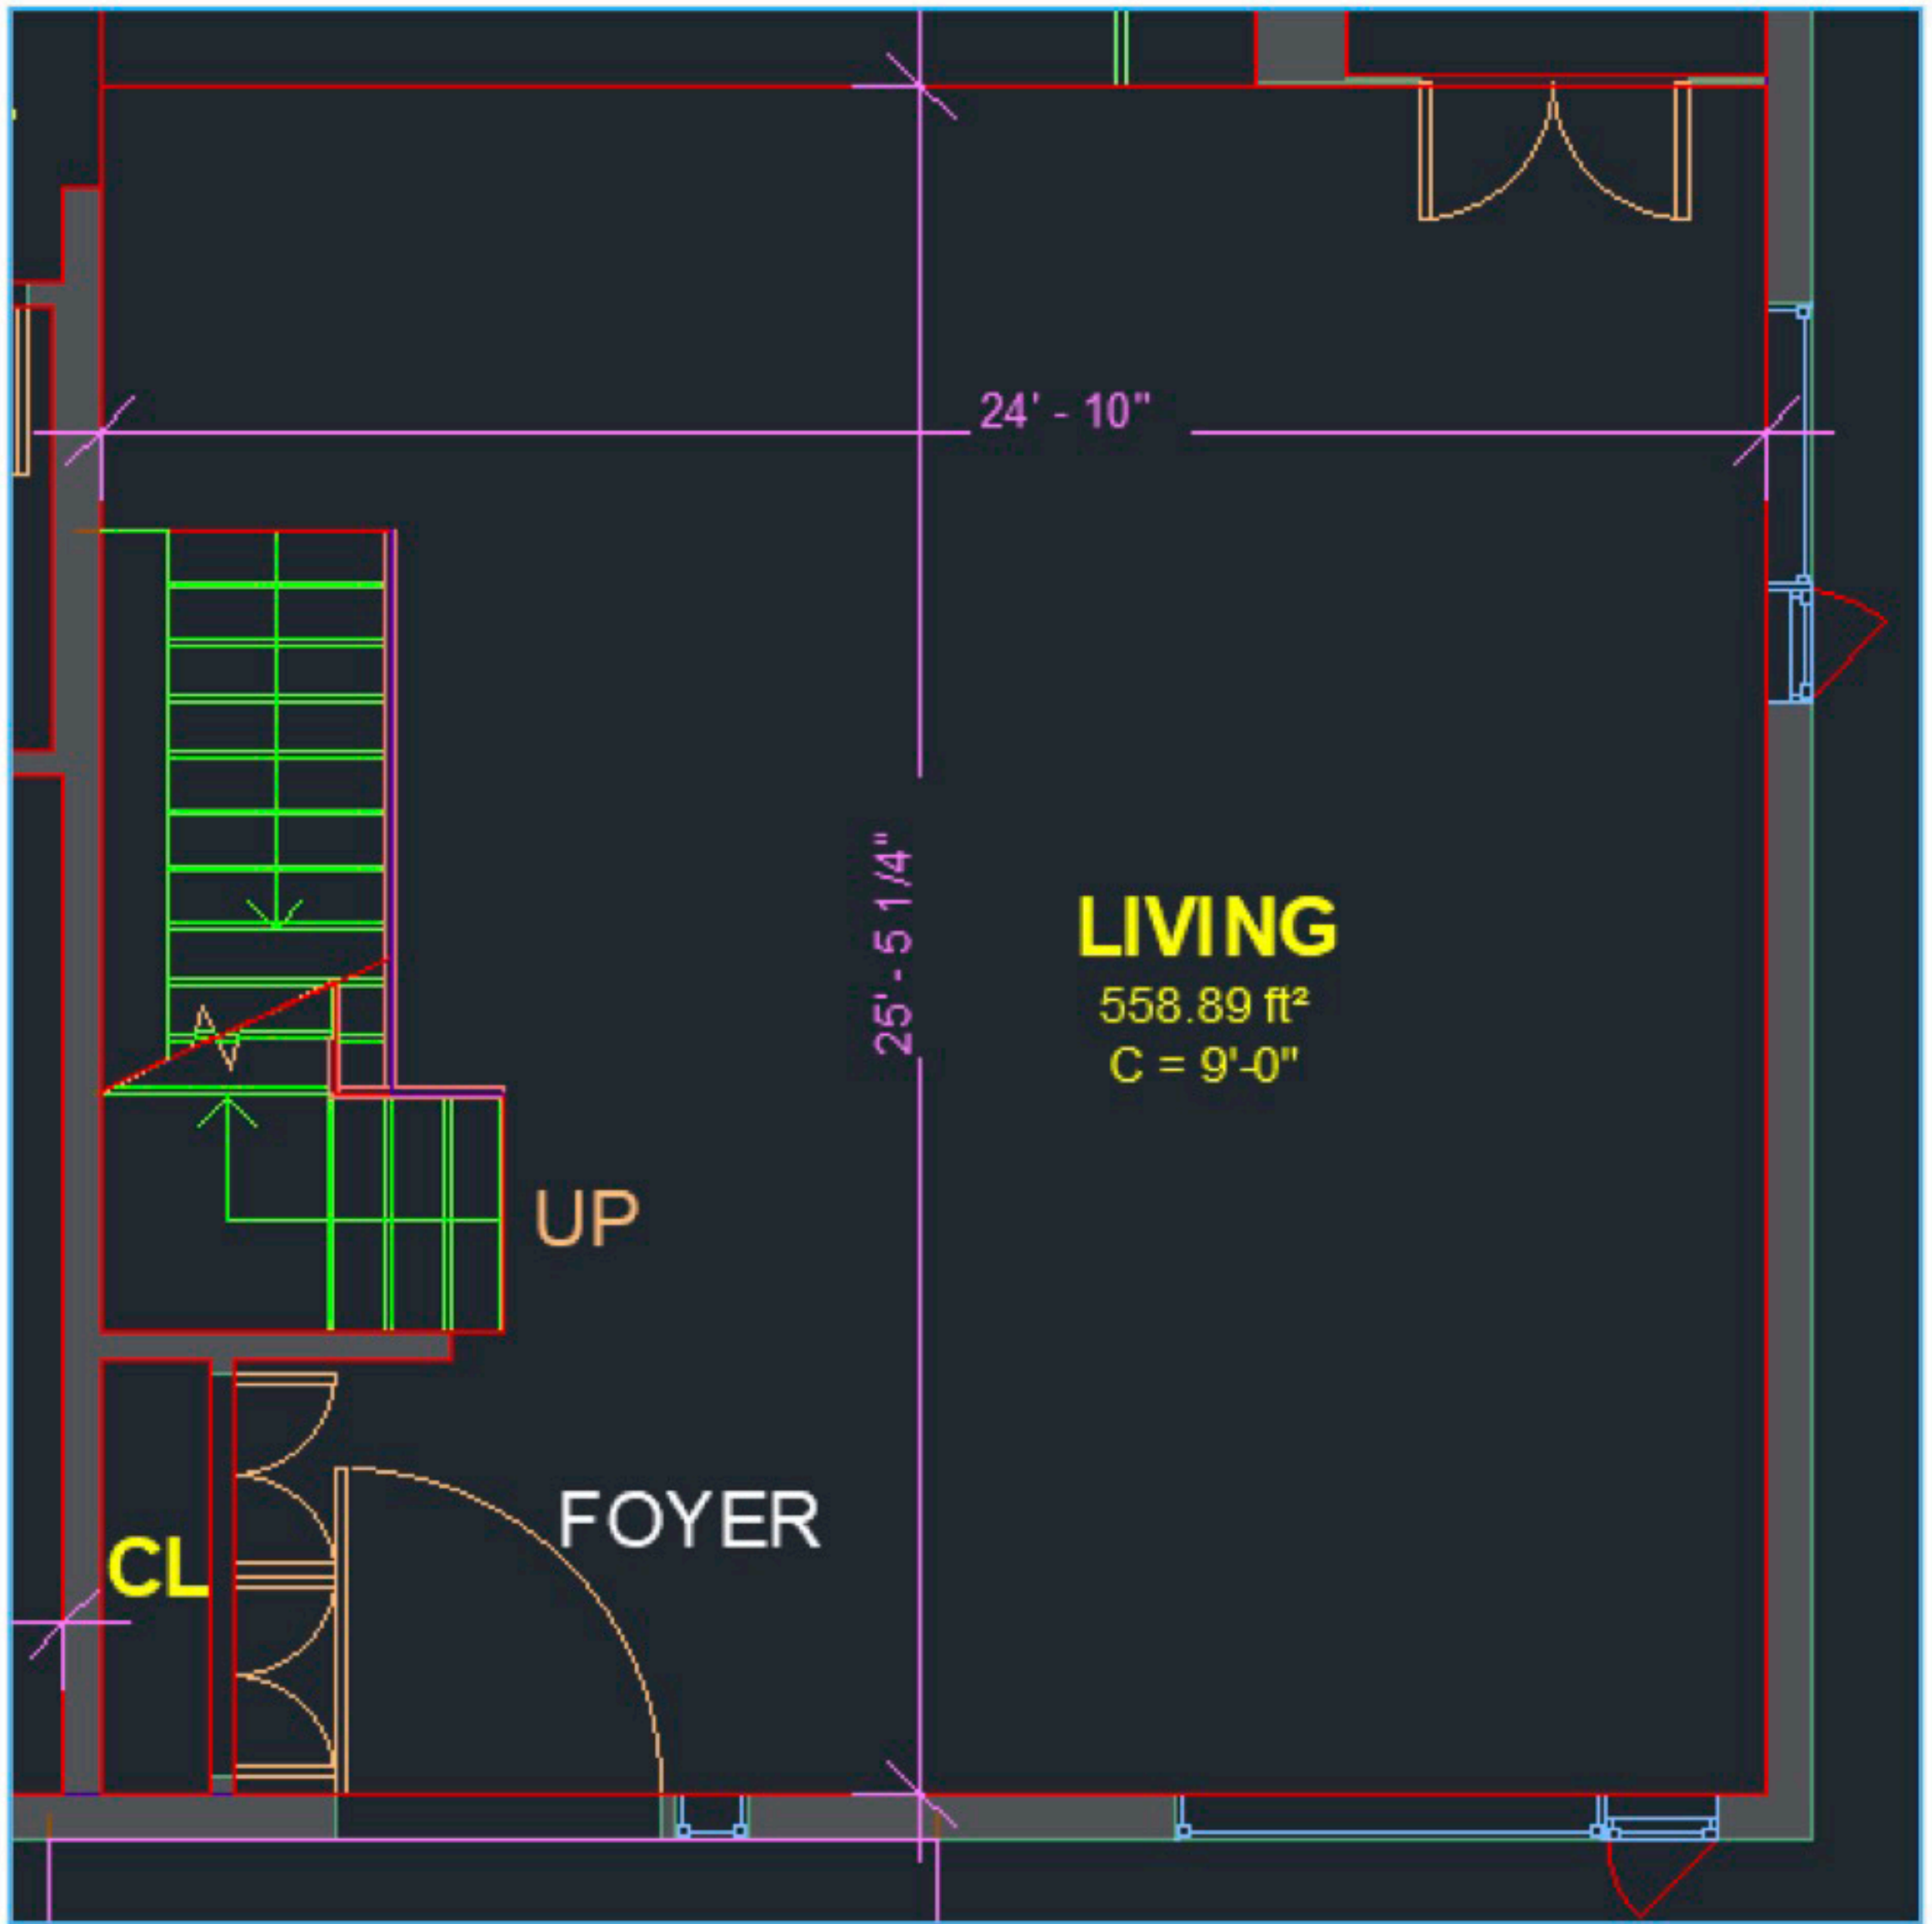 24' - 10"
25' - 5 1/4"
LIVING
558.89 ft²
C = 9'-0"
UP
FOYER
CL